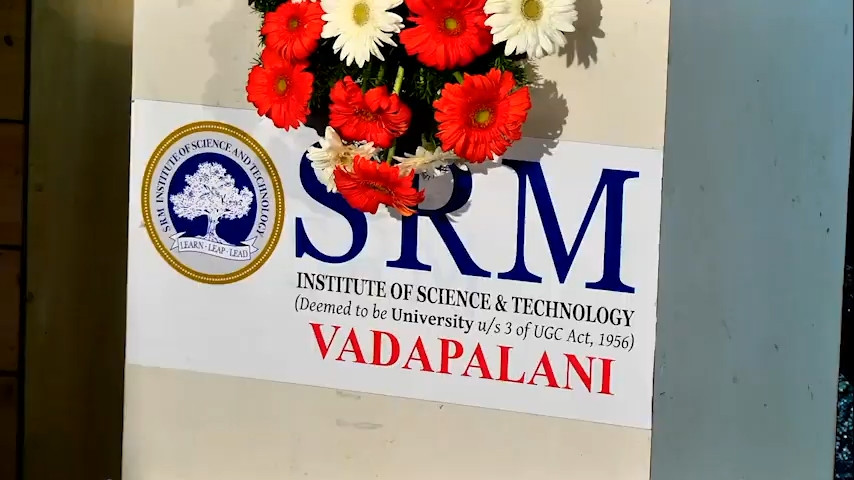 SRM INSTITUTE OF SCIENCE AND TECHNOLOGY
LEARN · LEAP · LEAD
SRM
INSTITUTE OF SCIENCE & TECHNOLOGY
(Deemed to be University u/s 3 of UGC Act, 1956)
VADAPALANI